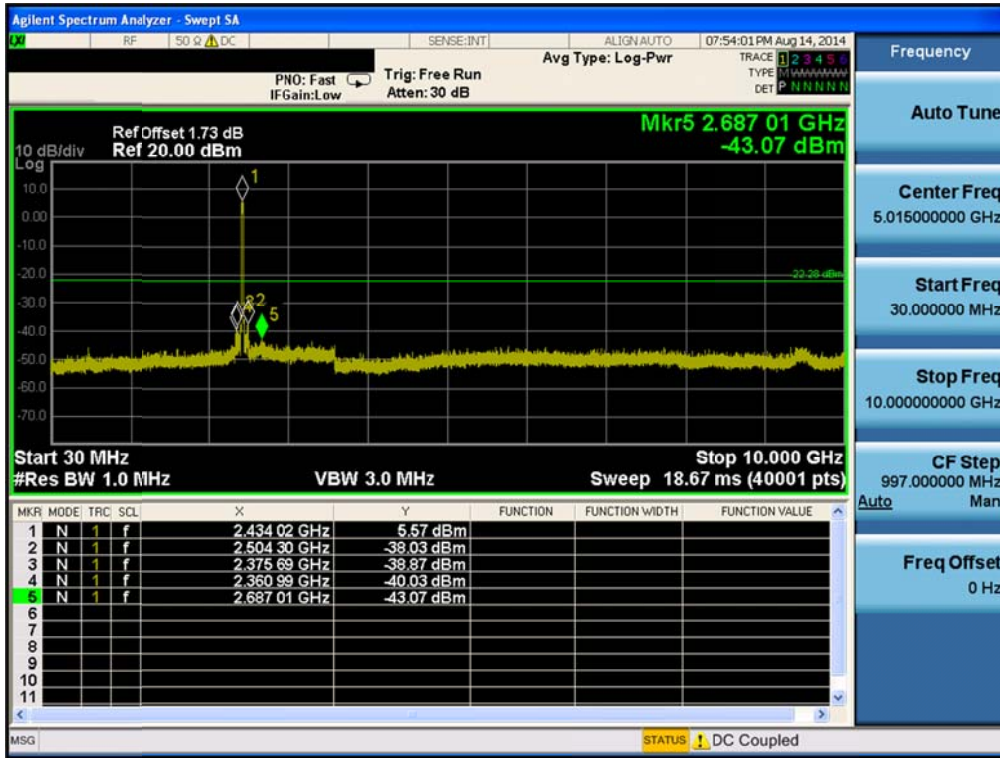 Agilent Spectrum Analyzer - Swept SA
LXI RF 50 Ω DC SENSE:INT ALIGN AUTO 07:54:01 PM Aug 14, 2014
Avg Type: Log-Pwr
TRACE 1 2 3 4 5 6
TYPE M
DET P N N N N N
PNO: Fast
IFGain:Low
Trig: Free Run
Atten: 30 dB
Mkr5 2.687 01 GHz
-43.07 dBm
Ref Offset 1.73 dB
10 dB/div Ref 20.00 dBm
Log
1
10.0
0.00
-10.0
-20.0
-22.28 dBm
-30.0
2
5
-40.0
-50.0
-60.0
-70.0
Start 30 MHz Stop 10.000 GHz
#Res BW 1.0 MHz VBW 3.0 MHz Sweep 18.67 ms (40001 pts)
MKR MODE TRC SCL X Y FUNCTION FUNCTION WIDTH FUNCTION VALUE
1 N 1 f 2.434 02 GHz 5.57 dBm
2 N 1 f 2.504 30 GHz -38.03 dBm
3 N 1 f 2.375 69 GHz -38.87 dBm
4 N 1 f 2.360 99 GHz -40.03 dBm
5 N 1 f 2.687 01 GHz -43.07 dBm
6
7
8
9
10
11
MSG STATUS DC Coupled
Frequency
Auto Tune
Center Freq
5.015000000 GHz
Start Freq
30.000000 MHz
Stop Freq
10.000000000 GHz
CF Step
997.000000 MHz
Auto Man
Freq Offset
0 Hz